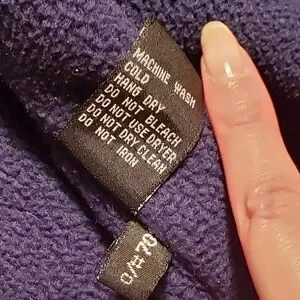 MACHINE WASH
COLD
HANG DRY
DO NOT BLEACH
DO NOT USE DRYER
DO NOT DRY CLEAN
DO NOT IRON
O/#70